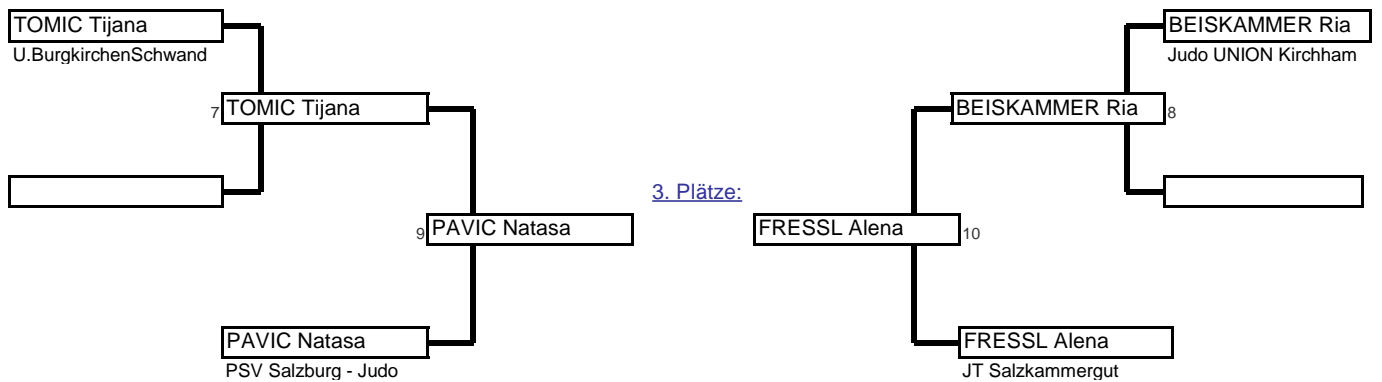 TOMIC Tijana
U.BurgkirchenSchwand
BEISKAMMER Ria
Judo UNION Kirchham
7 TOMIC Tijana
BEISKAMMER Ria 8
3. Plätze:
9 PAVIC Natasa
FRESSL Alena 10
PAVIC Natasa
PSV Salzburg - Judo
FRESSL Alena
JT Salzkammergut